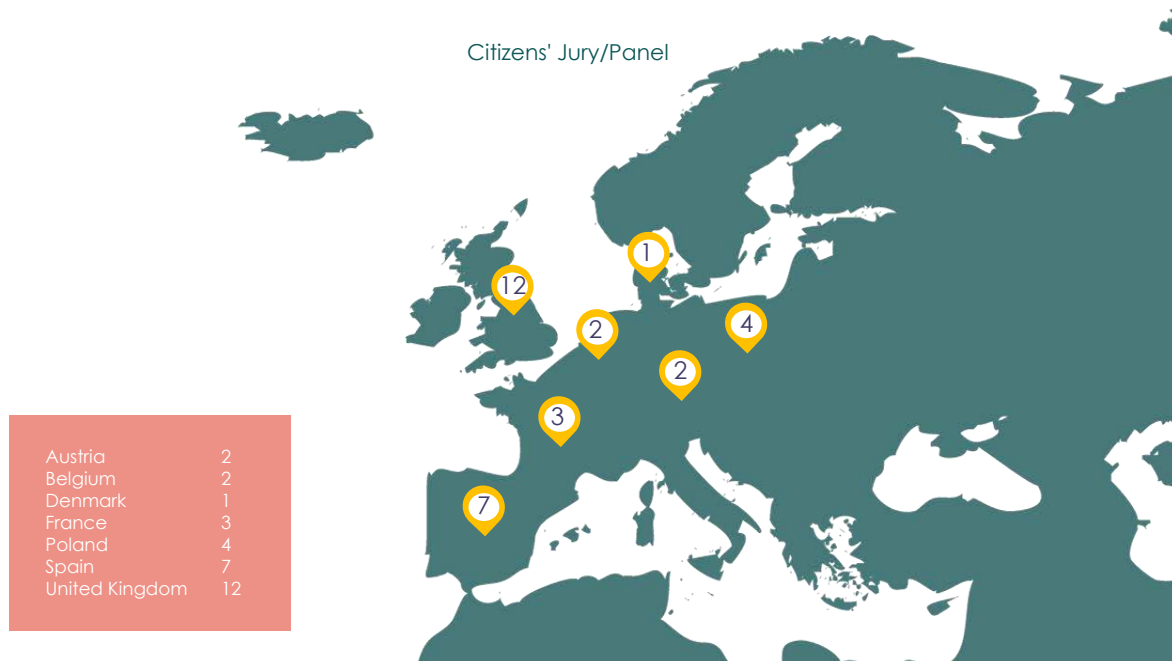 Citizens' Jury/Panel
1
12
2
4
2
3
7
Austria 2
Belgium 2
Denmark 1
France 3
Poland 4
Spain 7
United Kingdom 12